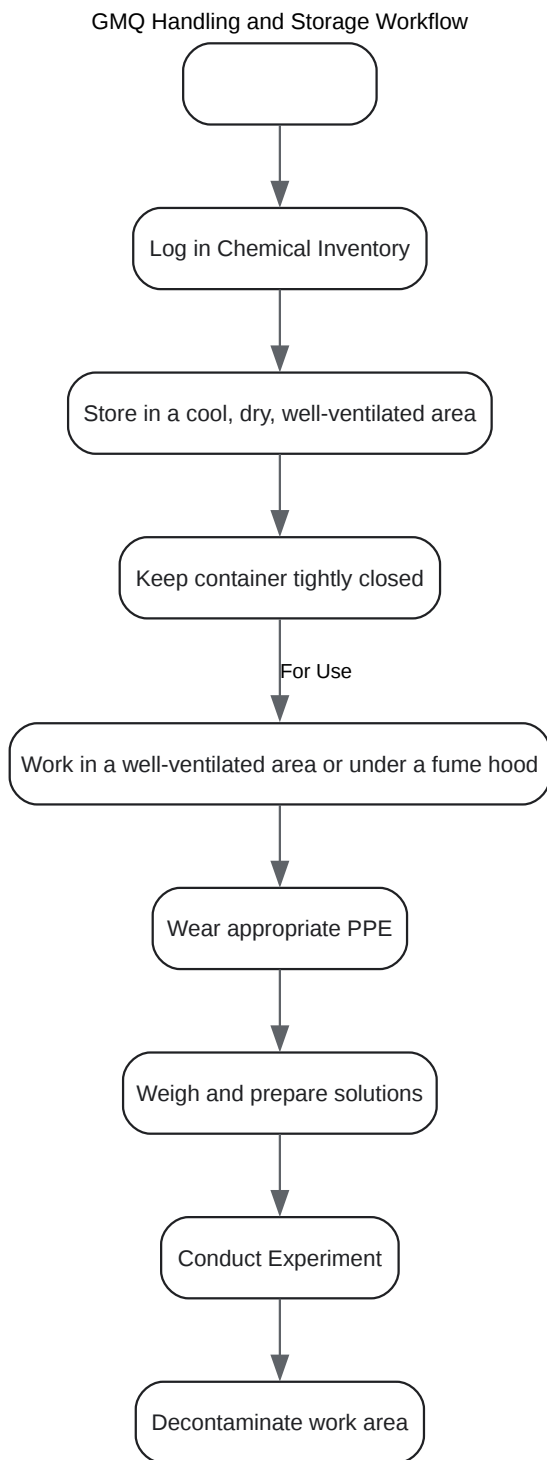 GMQ Handling and Storage Workflow
Log in Chemical Inventory
Store in a cool, dry, well-ventilated area
Keep container tightly closed
For Use
Work in a well-ventilated area or under a fume hood
Wear appropriate PPE
Weigh and prepare solutions
Conduct Experiment
Decontaminate work area